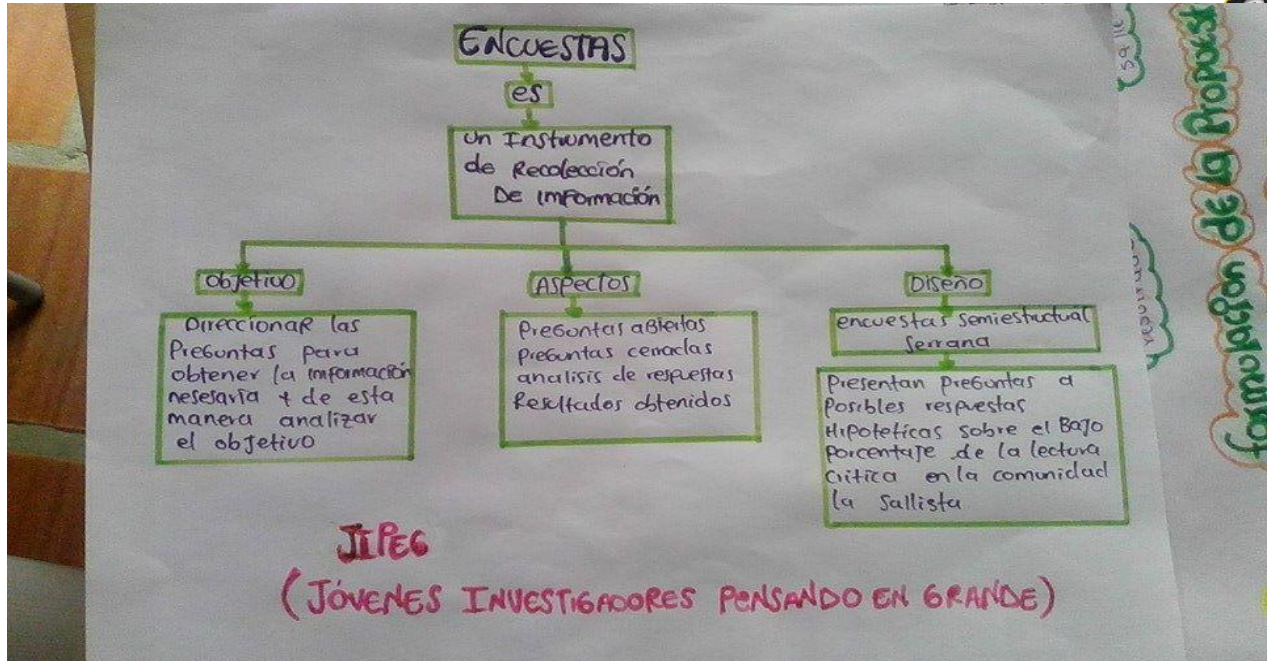 ENCUESTAS
es
un Instrumento
de Recolección
De información
Objetivo
Direccionar las
Preguntas para
obtener la información
nesesaria + de esta
manera analizar
el objetivo
Aspectos
Preguntas abiertas
preguntas cerradas
analisis de respuestas
Resultados obtenidos
Diseño
encuestas semiestuctual
Serrana
Presentan preguntas a
Posibles respuestas
Hipoteticas sobre el Bajo
porcentaje de la lectura
critica en la comunidad
la Sallista
JIPEG
(JÓVENES INVESTIGADORES PENSANDO EN GRANDE)
de la Propuest